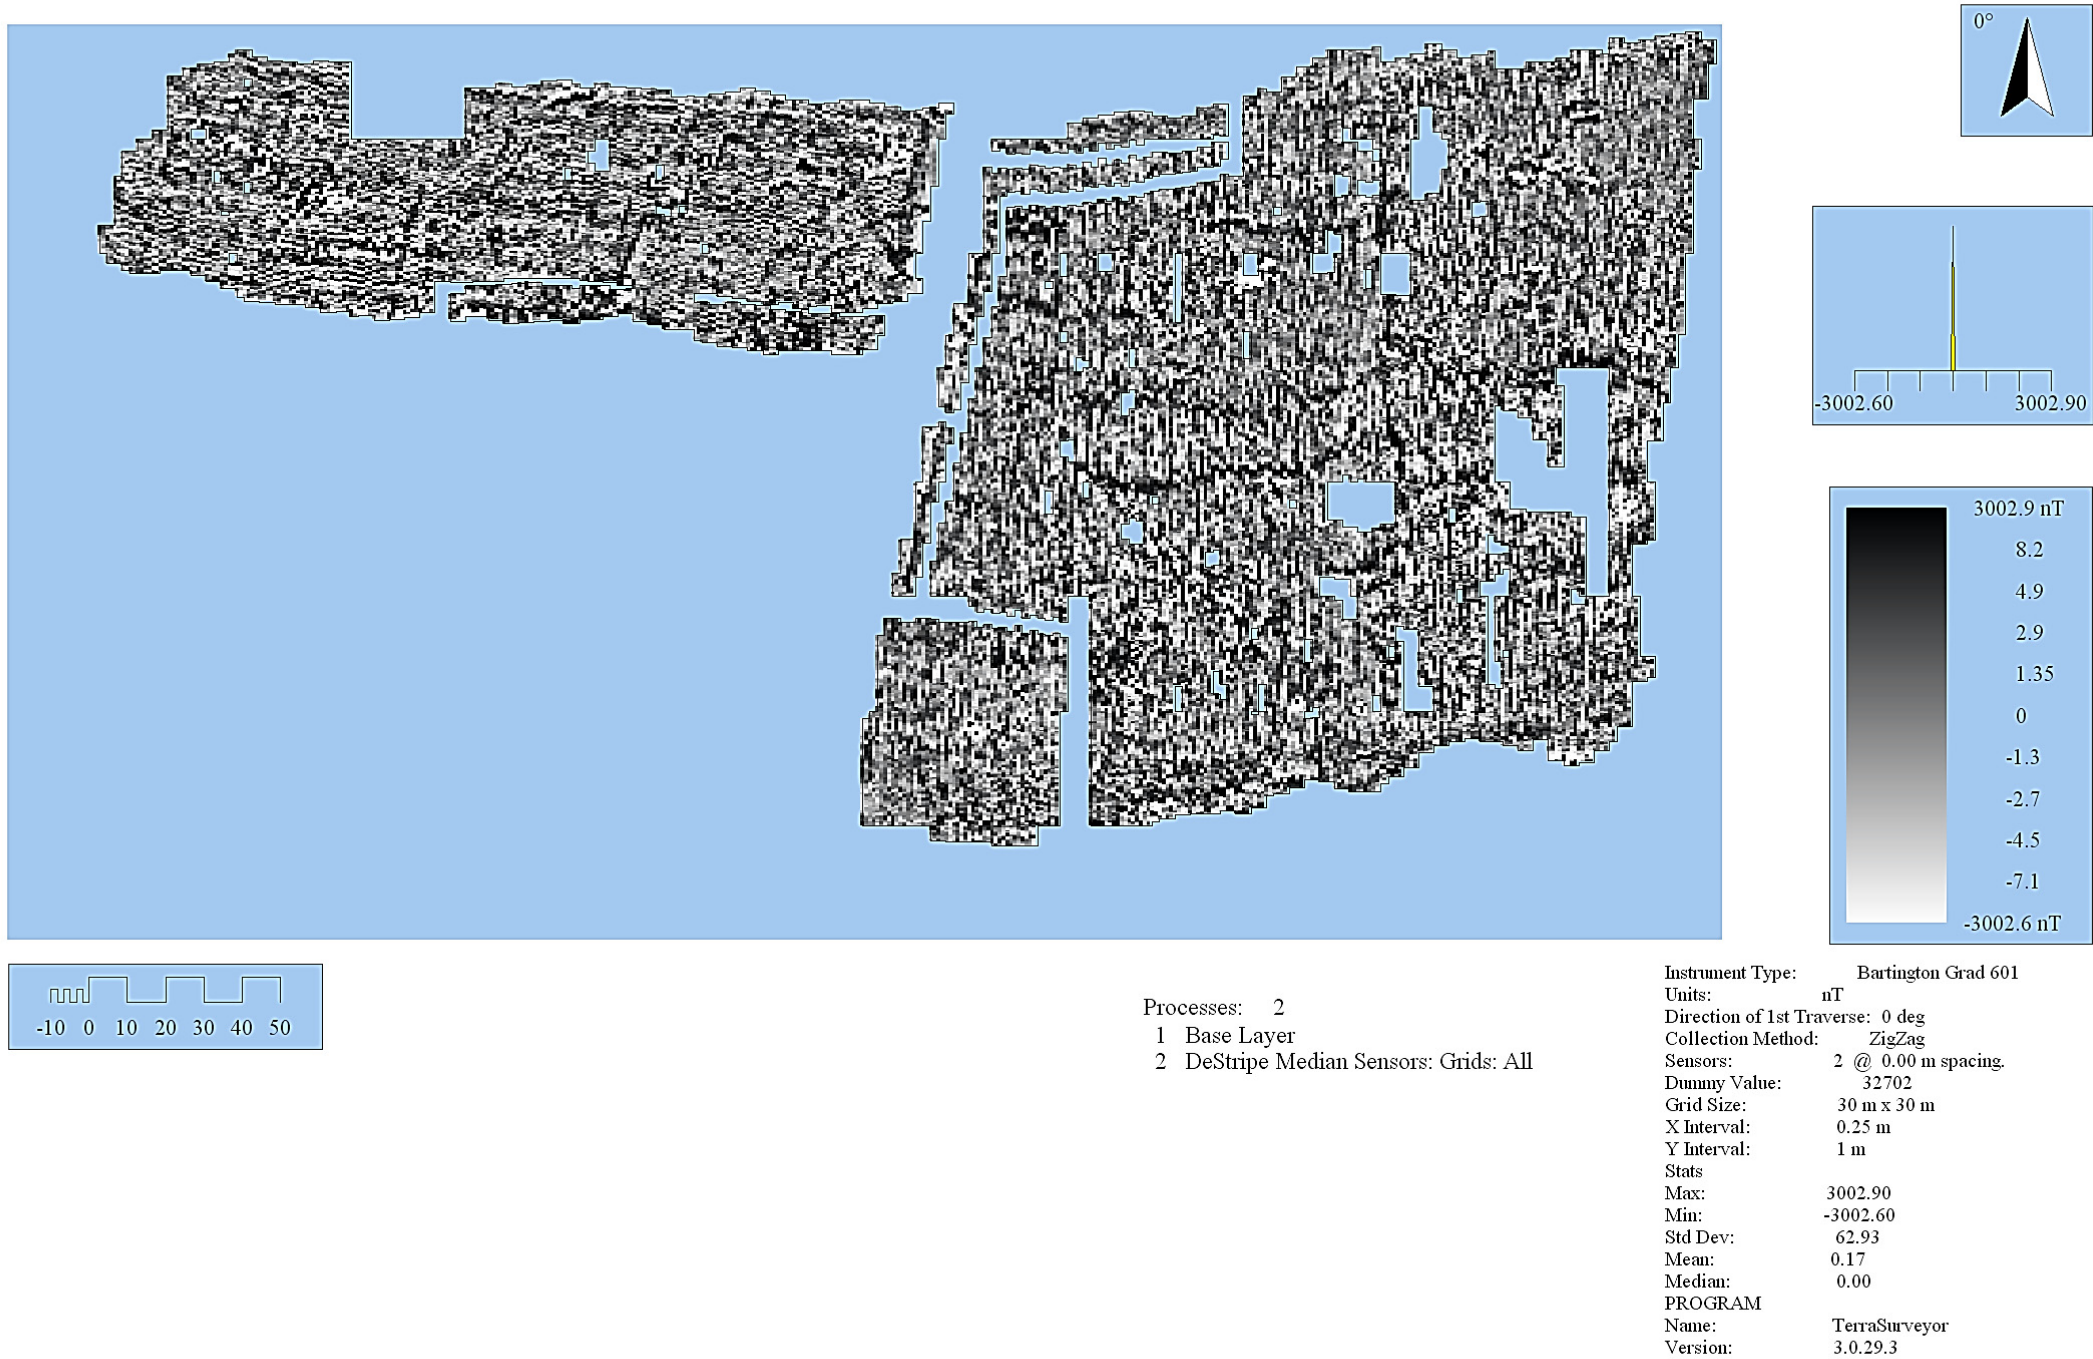 0°
-3002.60 3002.90
3002.9 nT
8.2
4.9
2.9
1.35
0
-1.3
-2.7
-4.5
-7.1
-3002.6 nT
-10 0 10 20 30 40 50
Processes: 2
1 Base Layer
2 DeStripe Median Sensors: Grids: All
Instrument Type: Bartington Grad 601
Units: nT
Direction of 1st Traverse: 0 deg
Collection Method: ZigZag
Sensors: 2 @ 0.00 m spacing.
Dummy Value: 32702
Grid Size: 30 m x 30 m
X Interval: 0.25 m
Y Interval: 1 m
Stats
Max: 3002.90
Min: -3002.60
Std Dev: 62.93
Mean: 0.17
Median: 0.00
PROGRAM
Name: TerraSurveyor
Version: 3.0.29.3